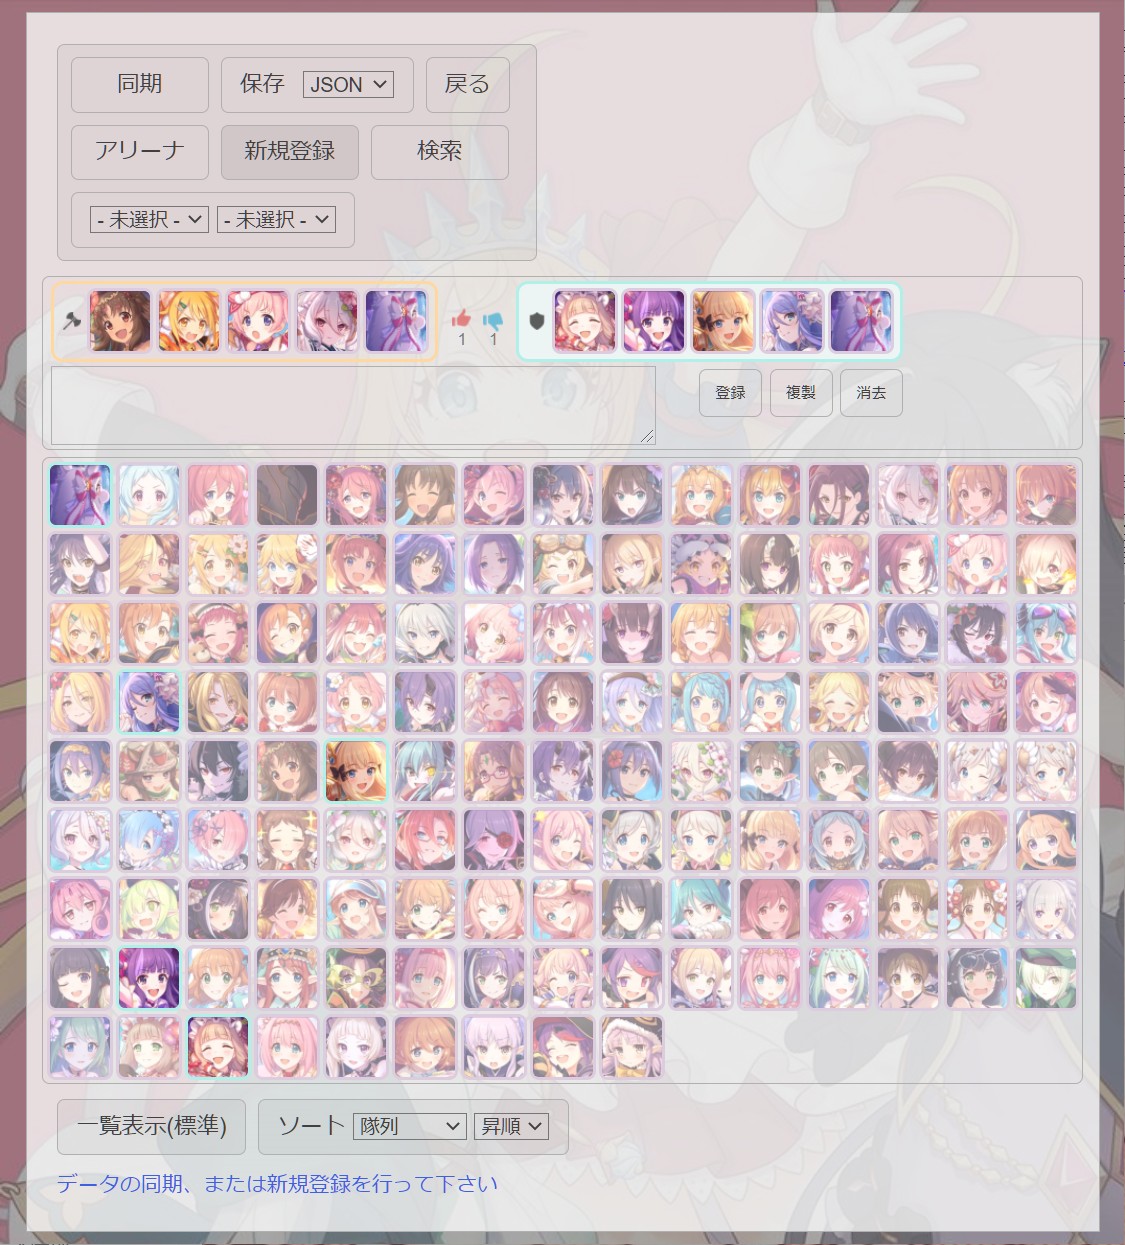 同期 保存 JSON 戻る
アリーナ 新規登録 検索
- 未選択 - - 未選択 -
1 1
登録 複製 消去
一覧表示(標準) ソート 隊列 昇順
データの同期、または新規登録を行って下さい